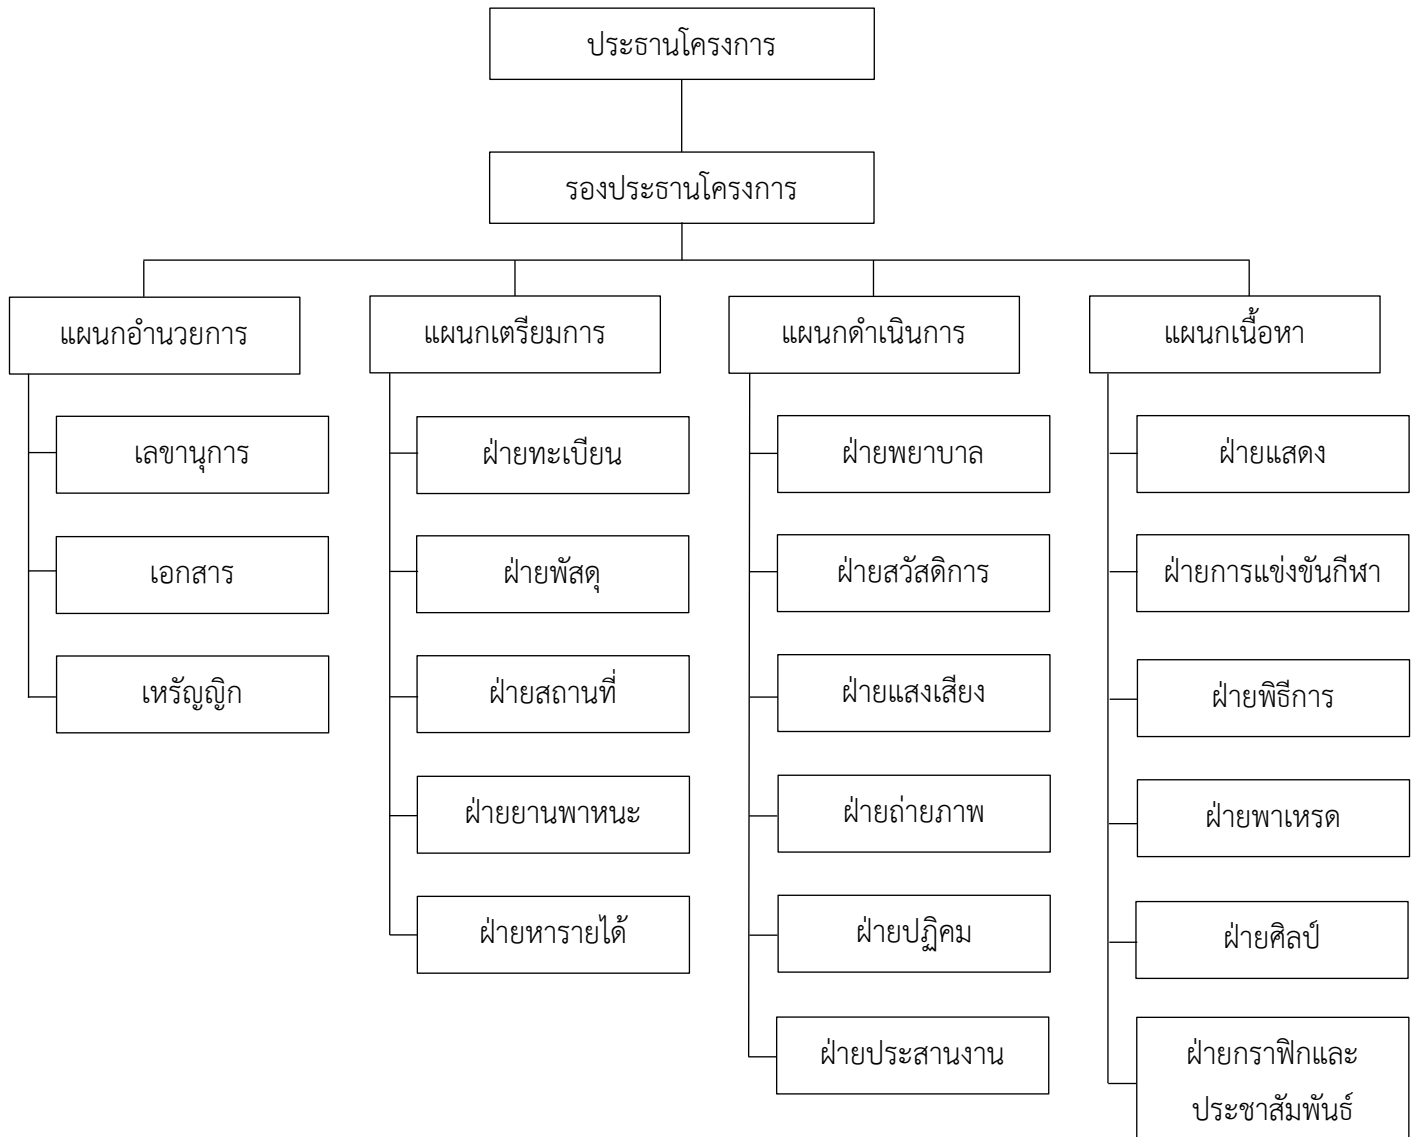 ประธานโครงการ
รองประธานโครงการ
แผนกอำนวยการ
เลขานุการ
เอกสาร
เหรัญญิก
แผนกเตรียมการ
ฝ่ายทะเบียน
ฝ่ายพัสดุ
ฝ่ายสถานที่
ฝ่ายยานพาหนะ
ฝ่ายหารายได้
แผนกดำเนินการ
ฝ่ายพยาบาล
ฝ่ายสวัสดิการ
ฝ่ายแสงเสียง
ฝ่ายถ่ายภาพ
ฝ่ายปฏิคม
ฝ่ายประสานงาน
แผนกเนื้อหา
ฝ่ายแสดง
ฝ่ายการแข่งขันกีฬา
ฝ่ายพิธีการ
ฝ่ายพาเหรด
ฝ่ายศิลป์
ฝ่ายกราฟิกและ
ประชาสัมพันธ์